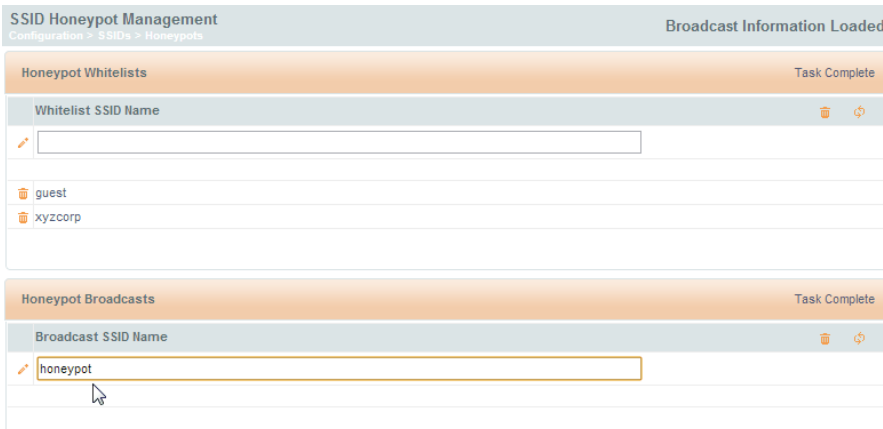 SSID Honeypot Management
Configuration > SSIDs > Honeypots
Broadcast Information Loaded
Honeypot Whitelists
Task Complete
Whitelist SSID Name
guest
xyzcorp
Honeypot Broadcasts
Task Complete
Broadcast SSID Name
honeypot